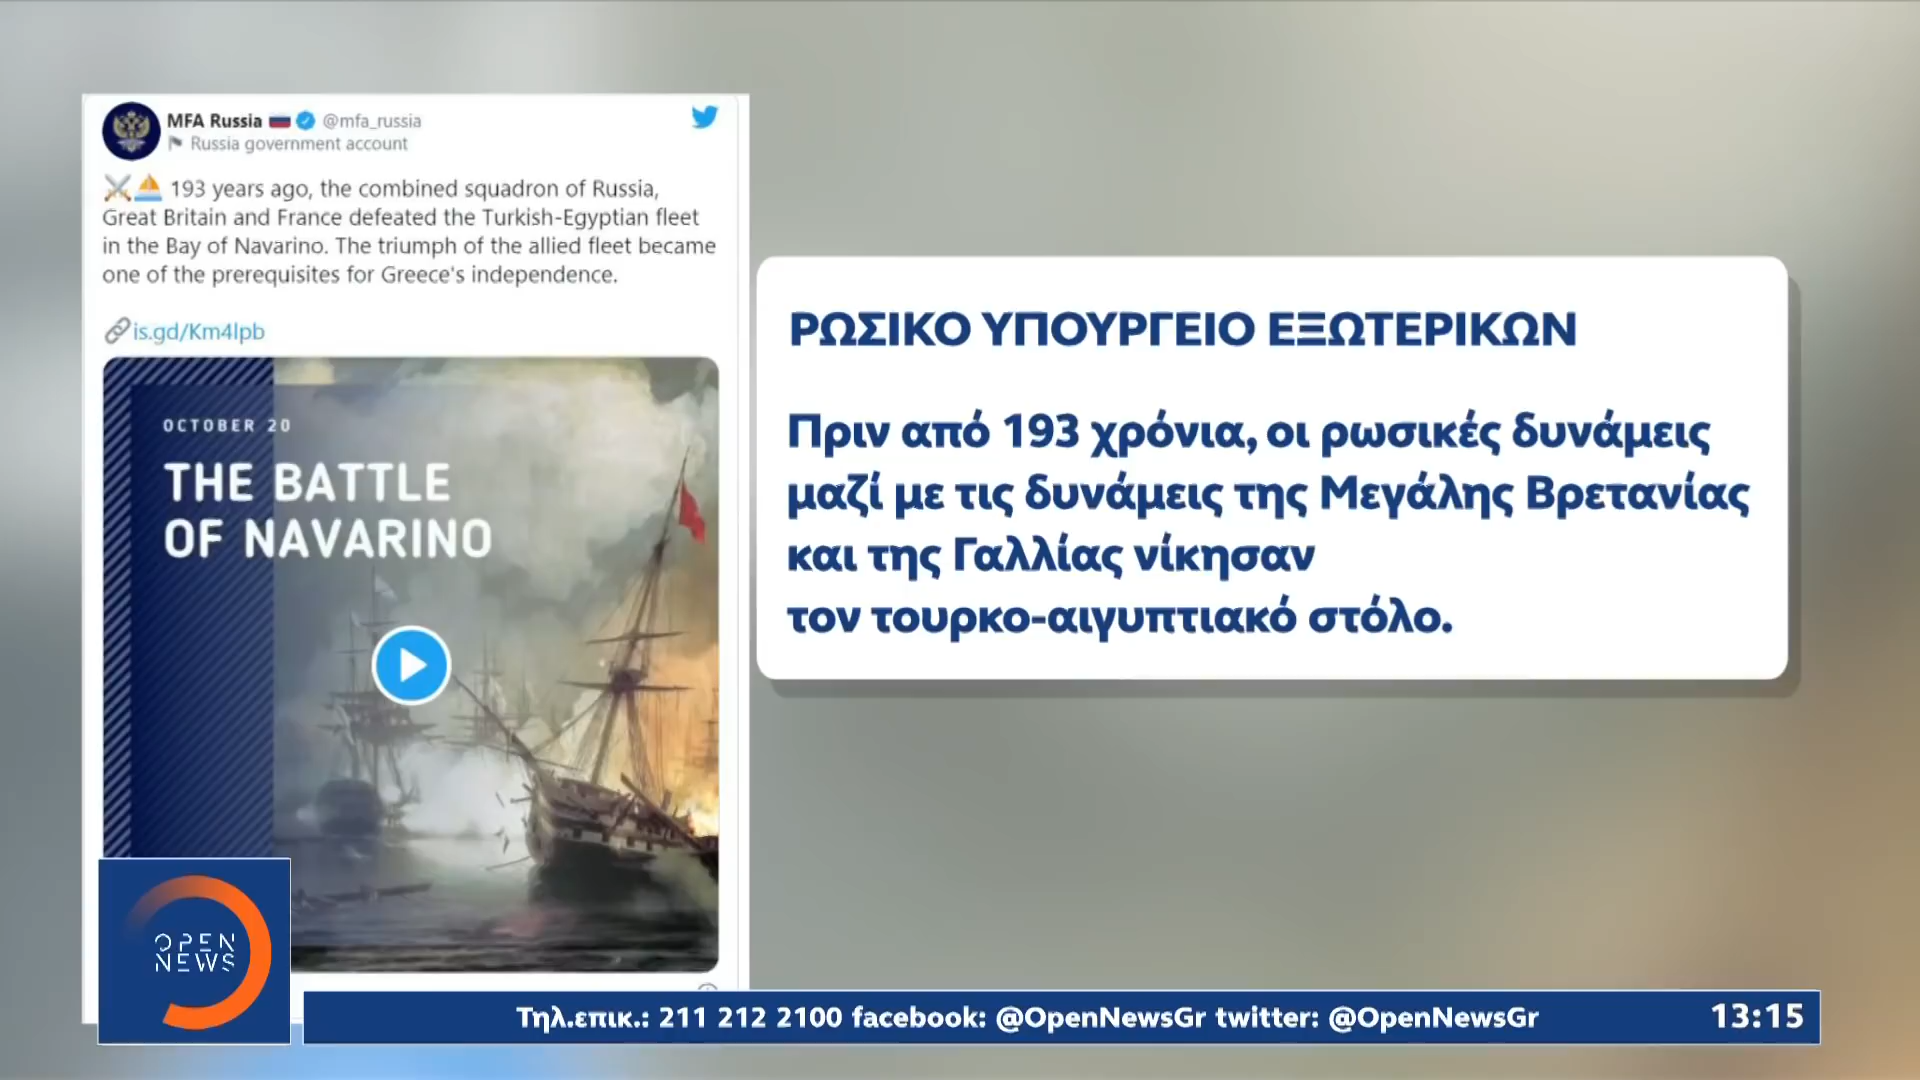 MFA Russia @mfa_russia
Russia government account
193 years ago, the combined squadron of Russia,
Great Britain and France defeated the Turkish-Egyptian fleet
in the Bay of Navarino. The triumph of the allied fleet became
one of the prerequisites for Greece's independence.
is.gd/Km4lpb
OCTOBER 20
THE BATTLE
OF NAVARINO
ΡΩΣΙΚΟ ΥΠΟΥΡΓΕΙΟ ΕΞΩΤΕΡΙΚΩΝ
Πριν από 193 χρόνια, οι ρωσικές δυνάμεις
μαζί με τις δυνάμεις της Μεγάλης Βρετανίας
και της Γαλλίας νίκησαν
τον τουρκο-αιγυπτιακό στόλο.
OPEN
NEWS
Τηλ.επικ.: 211 212 2100 facebook: @OpenNewsGr twitter: @OpenNewsGr
13:15